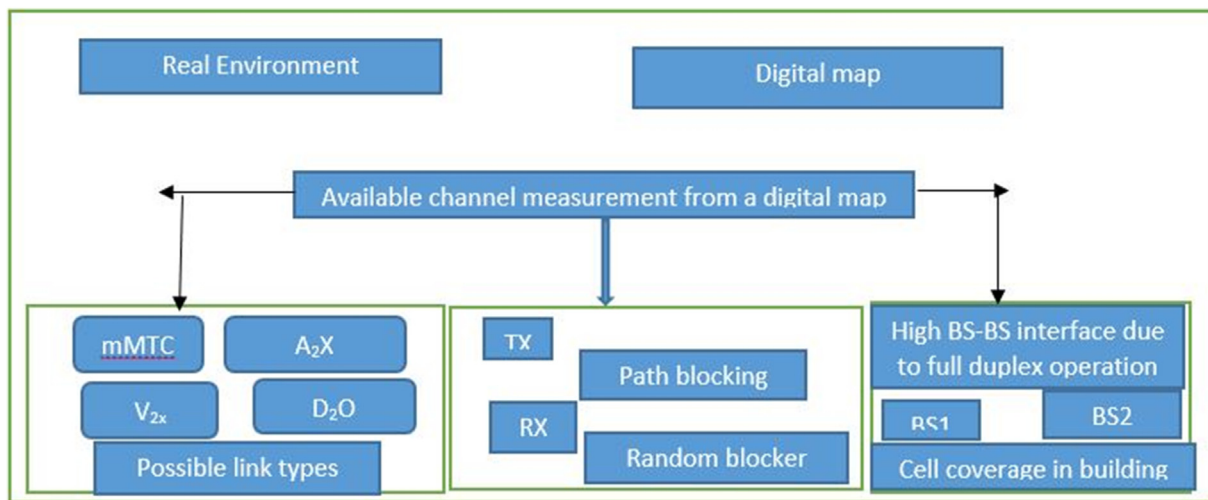 Real Environment
Digital map
Available channel measurement from a digital map
mMTC
A₂X
V₂ₓ
D₂O
Possible link types
TX
Path blocking
RX
Random blocker
High BS-BS interface due
to full duplex operation
BS1
BS2
Cell coverage in building